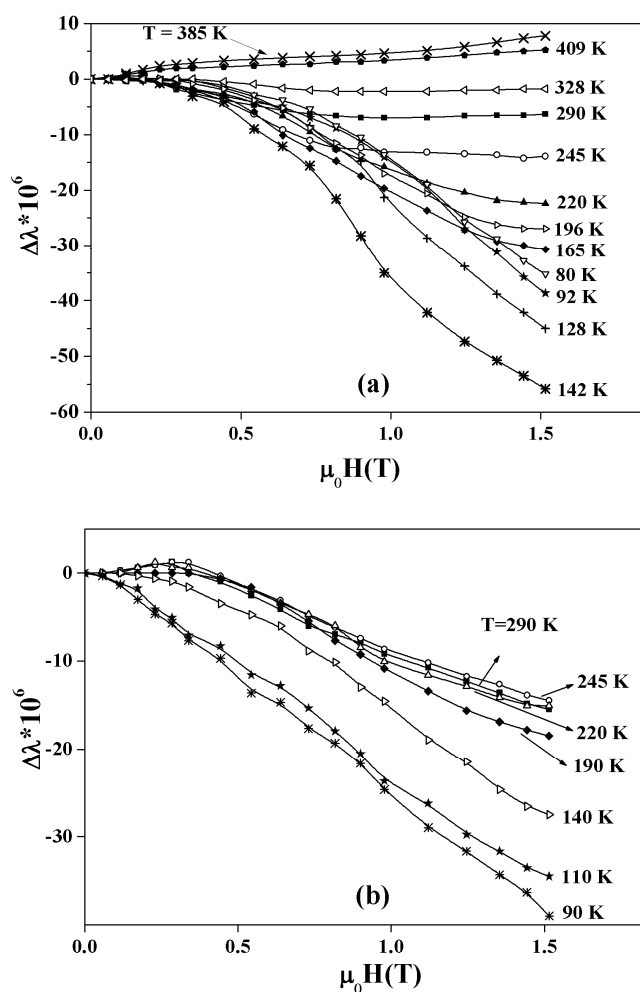 10
T = 385 K
409 K
0
328 K
290 K
-10
245 K
-20
220 K
196 K
-30
165 K
80 K
92 K
-40
128 K
-50
(a)
142 K
-60
0.0 0.5 1.0 1.5
Δλ*10⁶
μ₀H(T)
0
T=290 K
245 K
-10
220 K
190 K
-20
140 K
-30
110 K
(b)
90 K
0.0 0.5 1.0 1.5
Δλ*10⁶
μ₀H(T)